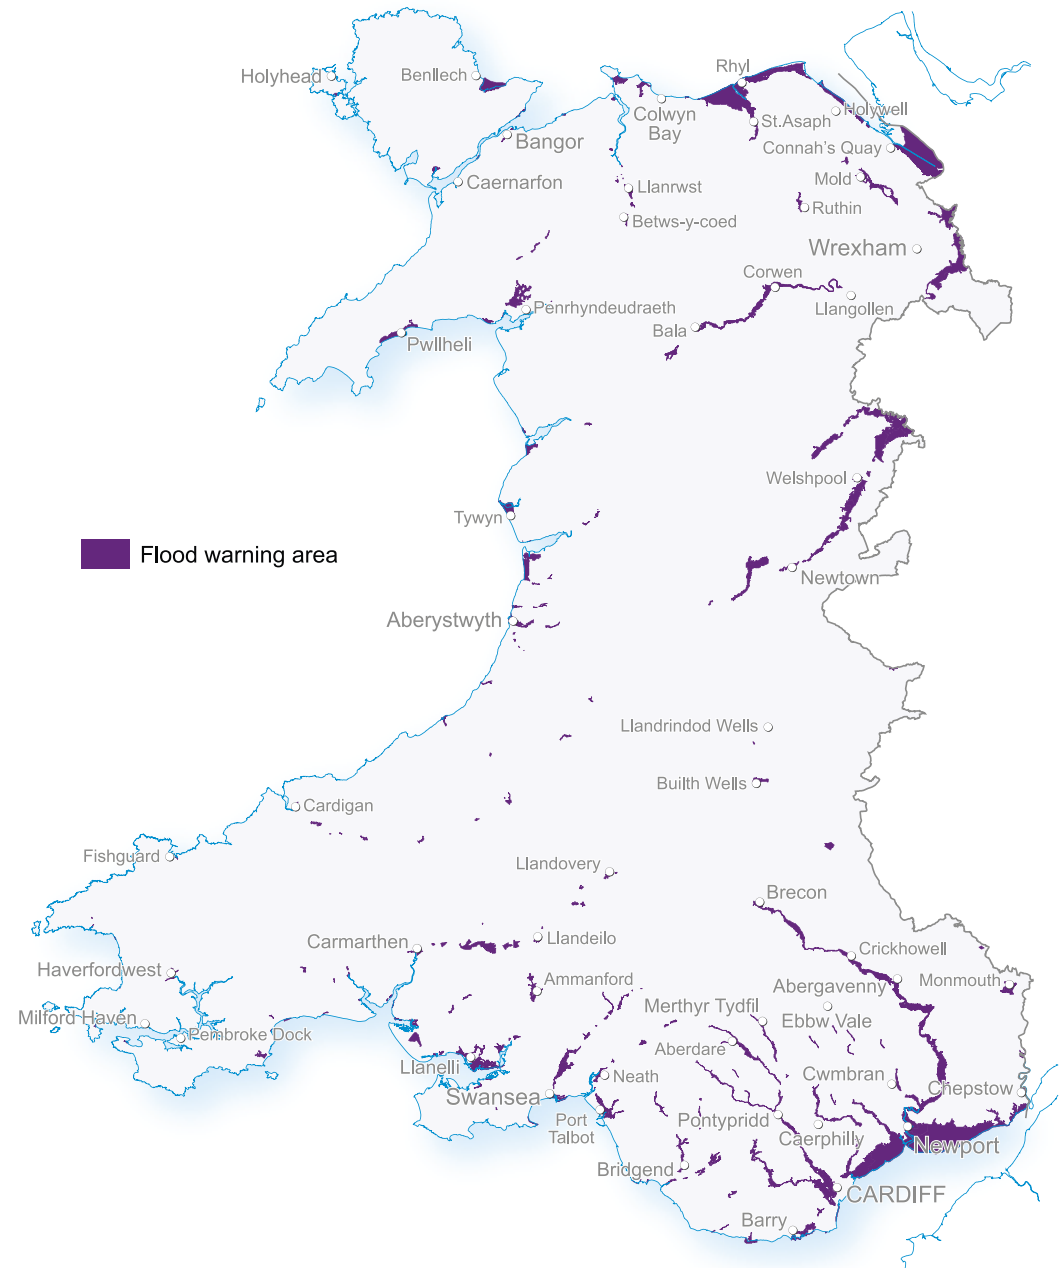 Rhyl
Holyhead
Benllech
Colwyn
Bay
Holywell
St.Asaph
Bangor
Connah's Quay
Mold
Caernarfon
Llanrwst
Ruthin
Betws-y-coed
Wrexham
Corwen
Penrhyndeudraeth
Llangollen
Bala
Pwllheli
Welshpool
Tywyn
Flood warning area
Newtown
Aberystwyth
Llandrindod Wells
Builth Wells
Cardigan
Fishguard
Llandovery
Brecon
Carmarthen
Llandeilo
Crickhowell
Haverfordwest
Ammanford
Monmouth
Abergavenny
Merthyr Tydfil
Milford Haven
Ebbw Vale
Pembroke Dock
Aberdare
Llanelli
Neath
Cwmbran
Chepstow
Swansea
Port
Talbot
Pontypridd
Caerphilly
Newport
Bridgend
CARDIFF
Barry